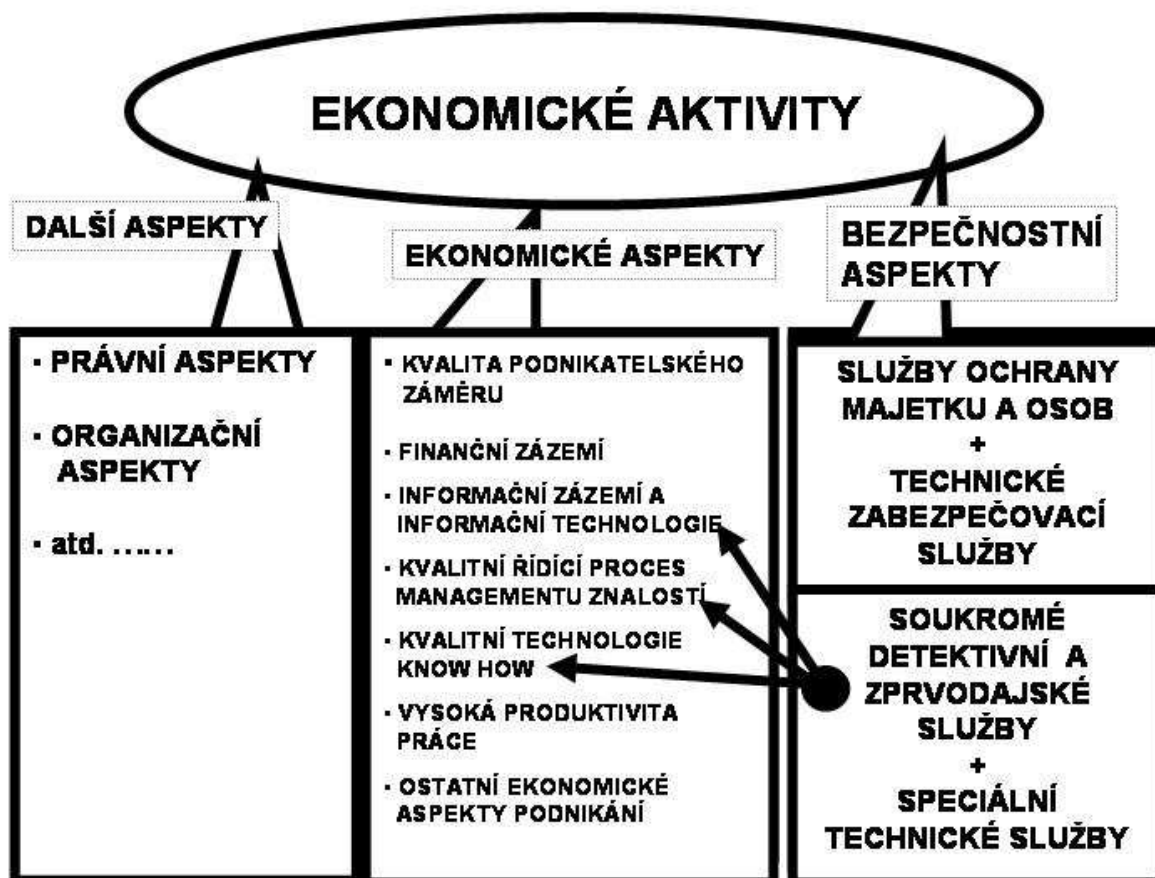 EKONOMICKÉ AKTIVITY
DALŠÍ ASPEKTY
EKONOMICKÉ ASPEKTY
BEZPEČNOSTNÍ
ASPEKTY
· PRÁVNÍ ASPEKTY
· ORGANIZAČNÍ
ASPEKTY
· atd. ......
· KVALITA PODNIKATELSKÉHO
ZÁMĚRU
· FINANČNÍ ZÁZEMÍ
· INFORMAČNÍ ZÁZEMÍ A
INFORMAČNÍ TECHNOLOGIE
· KVALITNÍ ŘÍDÍCÍ PROCES
MANAGEMENTU ZNALOSTÍ
· KVALITNÍ TECHNOLOGIE
KNOW HOW
· VYSOKÁ PRODUKTIVITA
PRÁCE
· OSTATNÍ EKONOMICKÉ
ASPEKTY PODNIKÁNÍ
SLUŽBY OCHRANY
MAJETKU A OSOB
+
TECHNICKÉ
ZABEZPEČOVACÍ
SLUŽBY
SOUKROMÉ
DETEKTIVNÍ A
ZPRVODAJSKÉ
SLUŽBY
+
SPECIÁLNÍ
TECHNICKÉ SLUŽBY